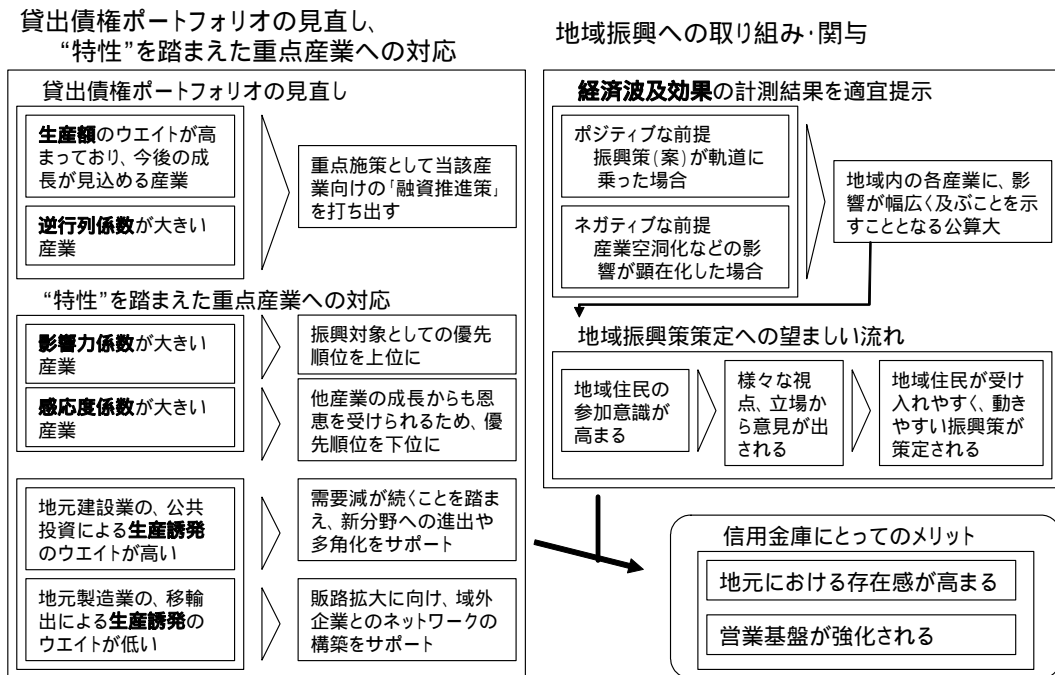 貸出債権ポートフォリオの見直し、
“特性”を踏まえた重点産業への対応
貸出債権ポートフォリオの見直し
生産額のウエイトが高
まっており、今後の成
長が見込める産業
逆行列係数が大きい
産業
重点施策として当該産
業向けの「融資推進策」
を打ち出す
“特性”を踏まえた重点産業への対応
影響力係数が大きい
産業
振興対象としての優先
順位を上位に
感応度係数が大きい
産業
他産業の成長からも恩
恵を受けられるため、優
先順位を下位に
地元建設業の、公共
投資による生産誘発
のウエイトが高い
需要減が続くことを踏ま
え、新分野への進出や
多角化をサポート
地元製造業の、移輸
出による生産誘発の
ウエイトが低い
販路拡大に向け、域外
企業とのネットワークの
構築をサポート
地域振興への取り組み・関与
経済波及効果の計測結果を適宜提示
ポジティブな前提
振興策(案)が軌道に
乗った場合
ネガティブな前提
産業空洞化などの影
響が顕在化した場合
地域内の各産業に、影
響が幅広く及ぶことを示
すこととなる公算大
地域振興策策定への望ましい流れ
地域住民の
参加意識が
高まる
様々な視
点、立場か
ら意見が出
される
地域住民が受け
入れやすく、動き
やすい振興策が
策定される
信用金庫にとってのメリット
地元における存在感が高まる
営業基盤が強化される